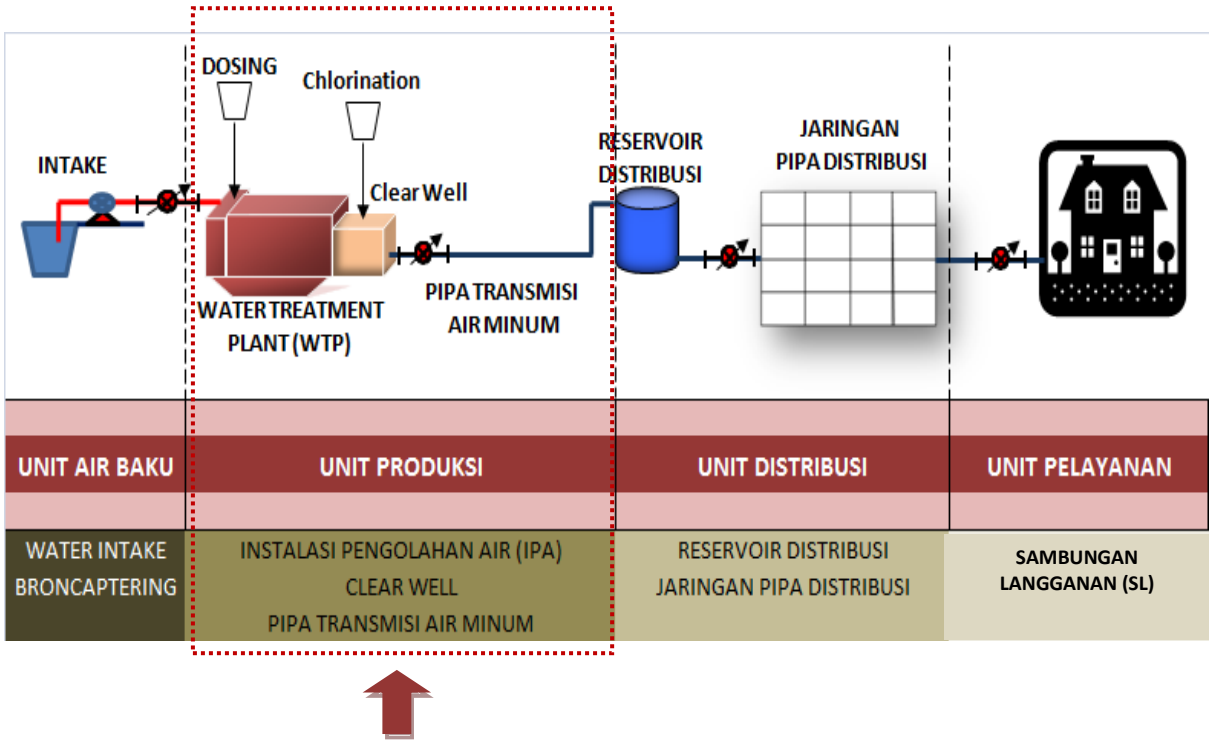 DOSING
Chlorination
INTAKE
Clear Well
WATER TREATMENT
PLANT (WTP)
PIPA TRANSMISI
AIR MINUM
RESERVOIR
DISTRIBUSI
JARINGAN
PIPA DISTRIBUSI
UNIT AIR BAKU
UNIT PRODUKSI
UNIT DISTRIBUSI
UNIT PELAYANAN
WATER INTAKE
BRONCAPTERING
INSTALASI PENGOLAHAN AIR (IPA)
CLEAR WELL
PIPA TRANSMISI AIR MINUM
RESERVOIR DISTRIBUSI
JARINGAN PIPA DISTRIBUSI
SAMBUNGAN
LANGGANAN (SL)